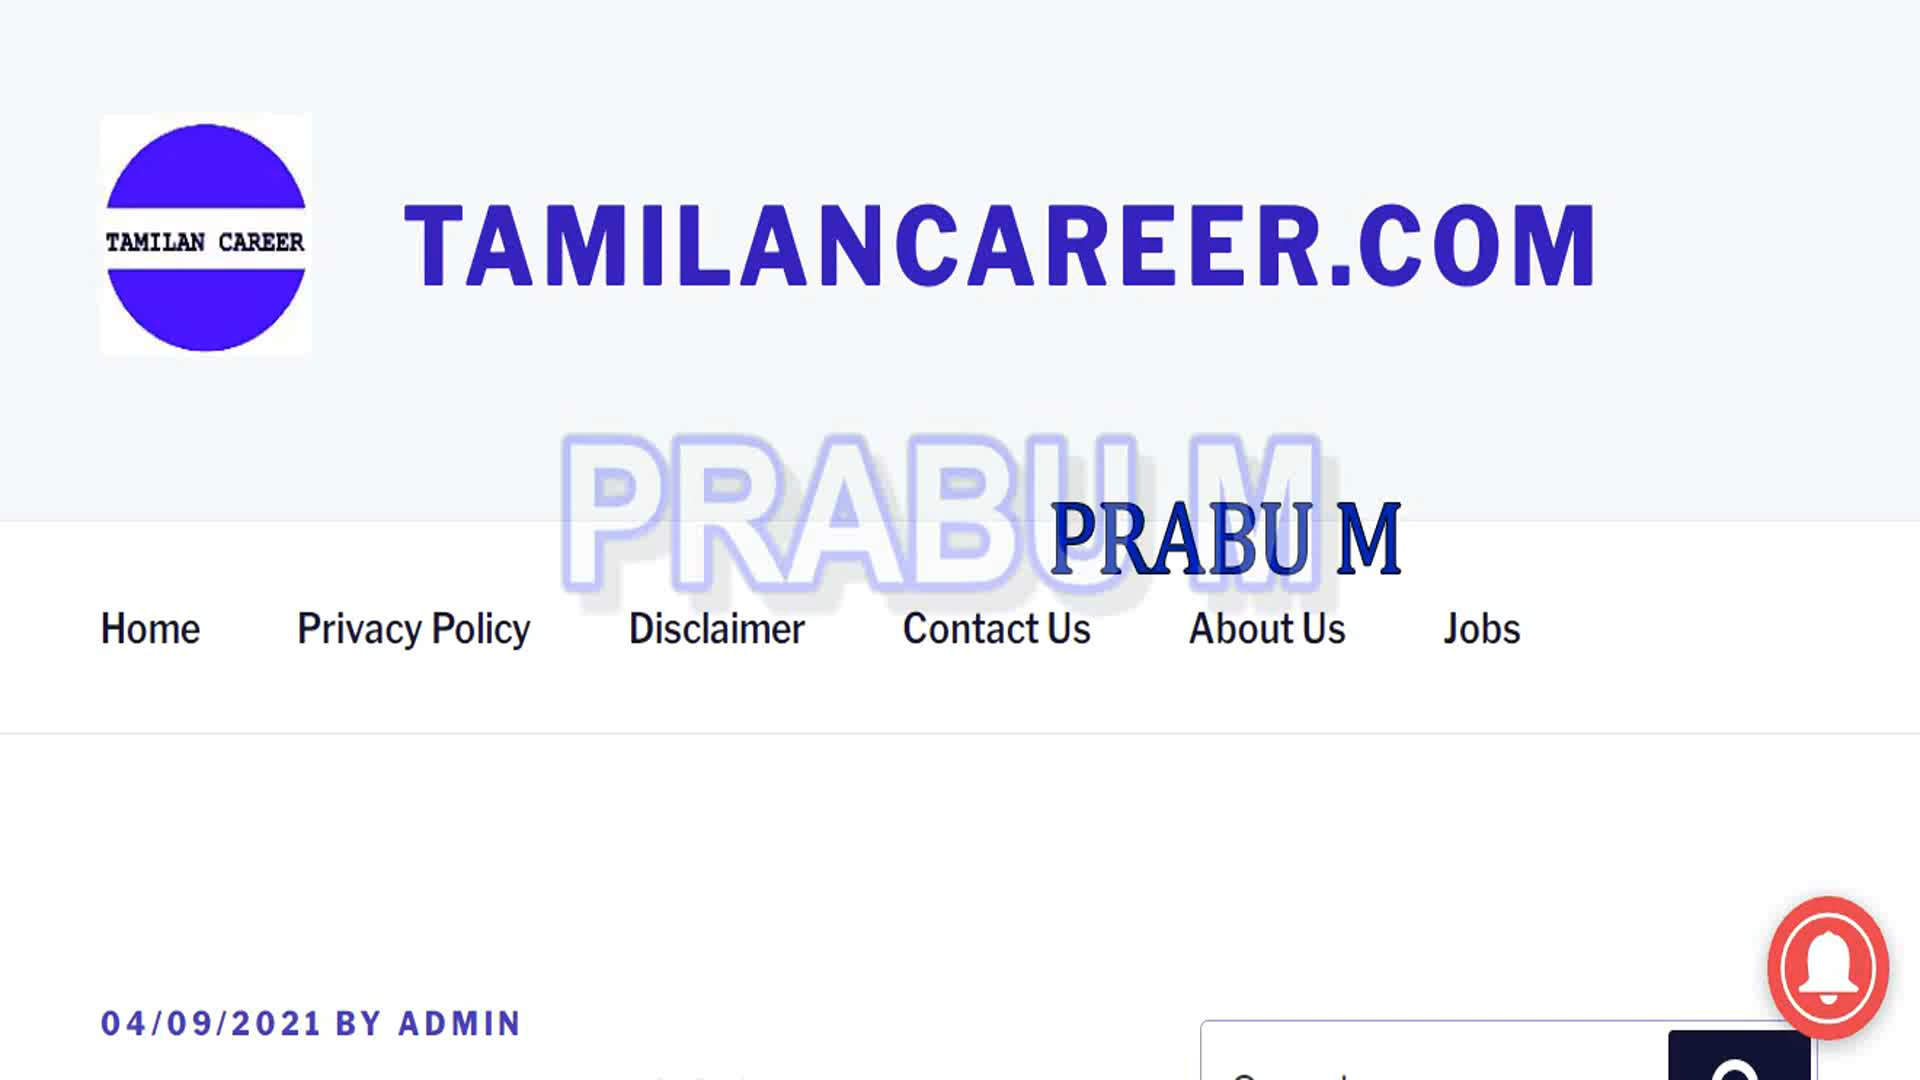 TAMILAN CAREER
TAMILANCAREER.COM
PRABU M
PRABU M
Home Privacy Policy Disclaimer Contact Us About Us Jobs
04/09/2021 BY ADMIN